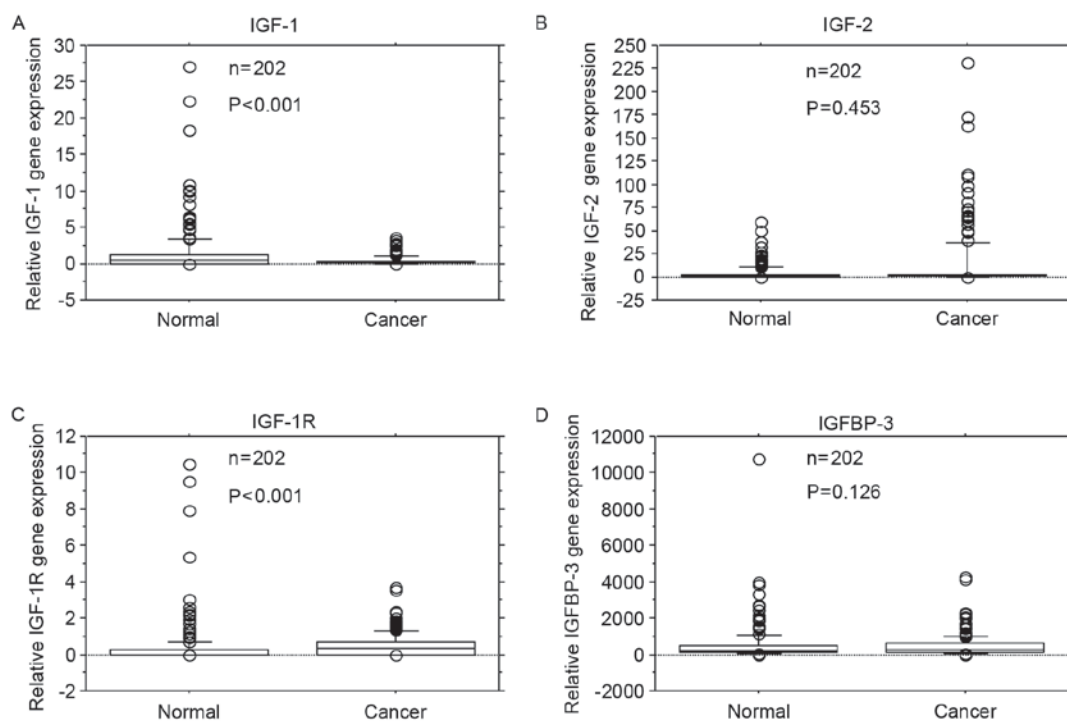 A
IGF-1
Relative IGF-1 gene expression
30
25
20
15
10
5
0
-5
n=202
P<0.001
Normal
Cancer
B
IGF-2
Relative IGF-2 gene expression
250
225
200
175
150
125
100
75
50
25
0
-25
n=202
P=0.453
Normal
Cancer
C
IGF-1R
Relative IGF-1R gene expression
12
10
8
6
4
2
0
-2
n=202
P<0.001
Normal
Cancer
D
IGFBP-3
Relative IGFBP-3 gene expression
12000
10000
8000
6000
4000
2000
0
-2000
n=202
P=0.126
Normal
Cancer